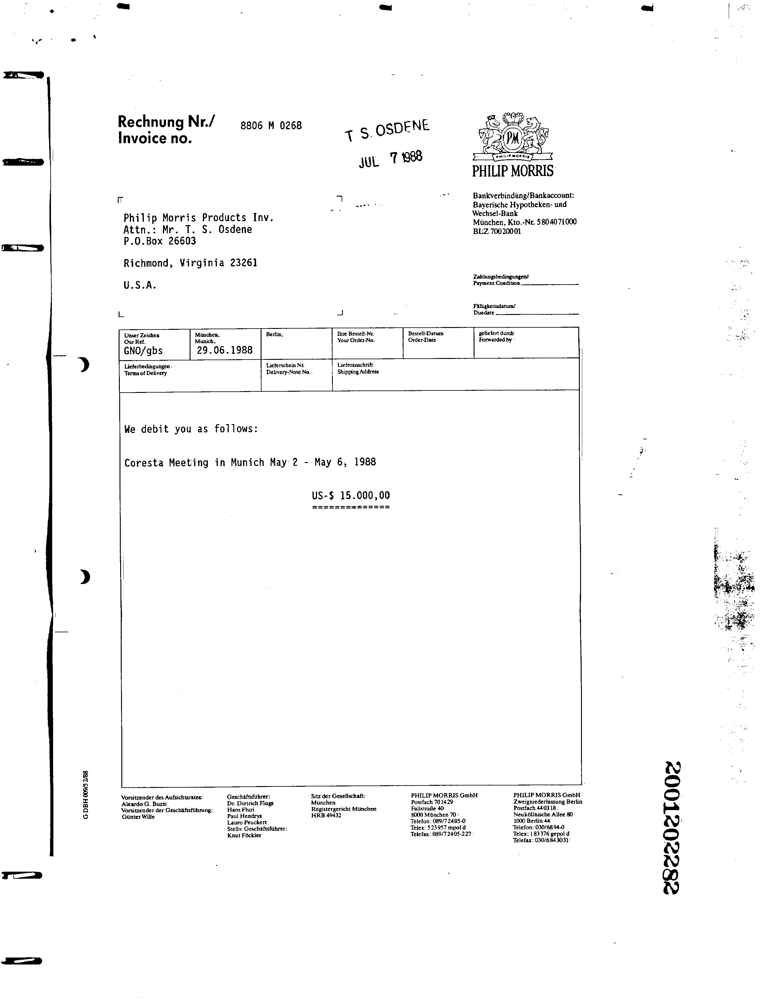 Rechnung Nr./
Invoice no.
8806 M 0268
T S. OSDENE
JUL 7 1988
PM
PHILIP MORRIS
PHILIP MORRIS
Bankverbindung/Bankaccount:
Bayerische Hypotheken- und
Wechsel-Bank
München, Kto.-Nr. 5804071000
BLZ 70020001
Philip Morris Products Inv.
Attn.: Mr. T. S. Osdene
P.O.Box 26603
Richmond, Virginia 23261
U.S.A.
Zahlungsbedingungen/
Payment Condition
Fälligkeitsdatum/
Duedate
Unser Zeichen
Our Ref.
GNO/gbs
München,
Munich,
29.06.1988
Berlin,
Ihre Bestell-Nr.
Your Order-No.
Bestell-Datum
Order-Date
geliefert durch:
Forwarded by
Lieferbedingungen
Terms of Delivery
Lieferschein Nr.
Delivery-Note No.
Lieferanschrift
Shipping Address
We debit you as follows:
Coresta Meeting in Munich May 2 - May 6, 1988
US-$ 15.000,00
==============
G DBH 0095 2/88
Vorsitzender des Aufsichtsrates:
Aleardo G. Buzzi
Vorsitzender der Geschäftsführung:
Günter Wille
Geschäftsführer:
Dr. Dietrich Fluga
Hans Fluri
Paul Hendrys
Lauro Peuckert
Stellv. Geschäftsführer:
Knut Föckler
Sitz der Gesellschaft:
München
Registergericht München
HRB 49432
PHILIP MORRIS GmbH
Postfach 701429
Fallstraße 40
8000 München 70
Telefon: 089/72405-0
Telex: 523957 mpol d
Telefax: 089/72405-227
PHILIP MORRIS GmbH
Zweigniederlassung Berlin
Postfach 440318
Neuköllnische Allee 80
1000 Berlin 44
Telefon: 030/6894-0
Telex: 183376 gepol d
Telefax: 030/6843031
2001202282